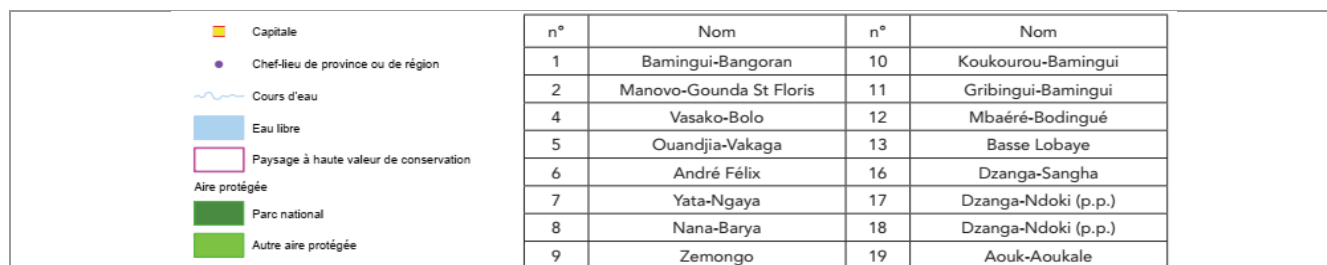 Capitale
Chef-lieu de province ou de région
Cours d'eau
Eau libre
Paysage à haute valeur de conservation
Aire protégée
Parc national
Autre aire protégée
n° Nom n° Nom
1 Bamingui-Bangoran 10 Koukourou-Bamingui
2 Manovo-Gounda St Floris 11 Gribingui-Bamingui
4 Vasako-Bolo 12 Mbaéré-Bodingué
5 Ouandjia-Vakaga 13 Basse Lobaye
6 André Félix 16 Dzanga-Sangha
7 Yata-Ngaya 17 Dzanga-Ndoki (p.p.)
8 Nana-Barya 18 Dzanga-Ndoki (p.p.)
9 Zemongo 19 Aouk-Aoukale